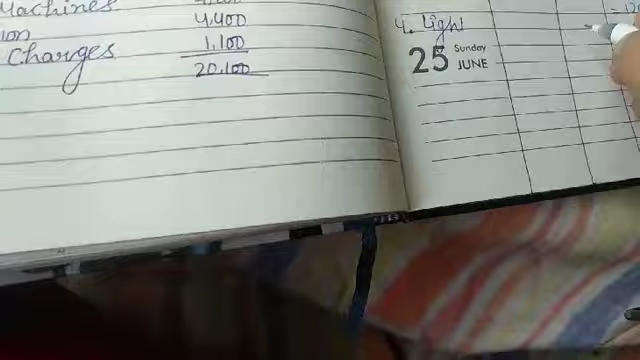 Machines
4,400
Charges 1,100
20,100
4. Light
25 Sunday
JUNE